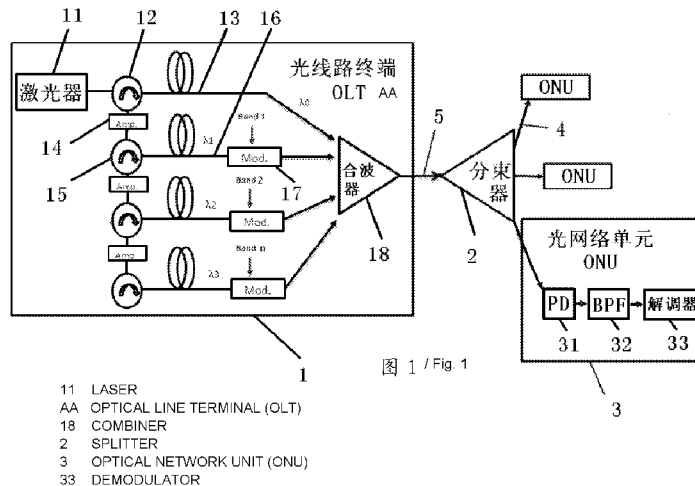 11
12
13
16
激光器
光线路终端
OLT AA
λ0
Amp.
14
λ1
Band 1
Mod.
15
17
合波器
18
5
分束器
2
4
ONU
ONU
Amp.
λ2
Band 2
Mod.
Amp.
λ3
Band n
Mod.
1
光网络单元
ONU
PD
BPF
解调器
31
32
33
3
图 1 / Fig. 1
11 LASER
AA OPTICAL LINE TERMINAL (OLT)
18 COMBINER
2 SPLITTER
3 OPTICAL NETWORK UNIT (ONU)
33 DEMODULATOR